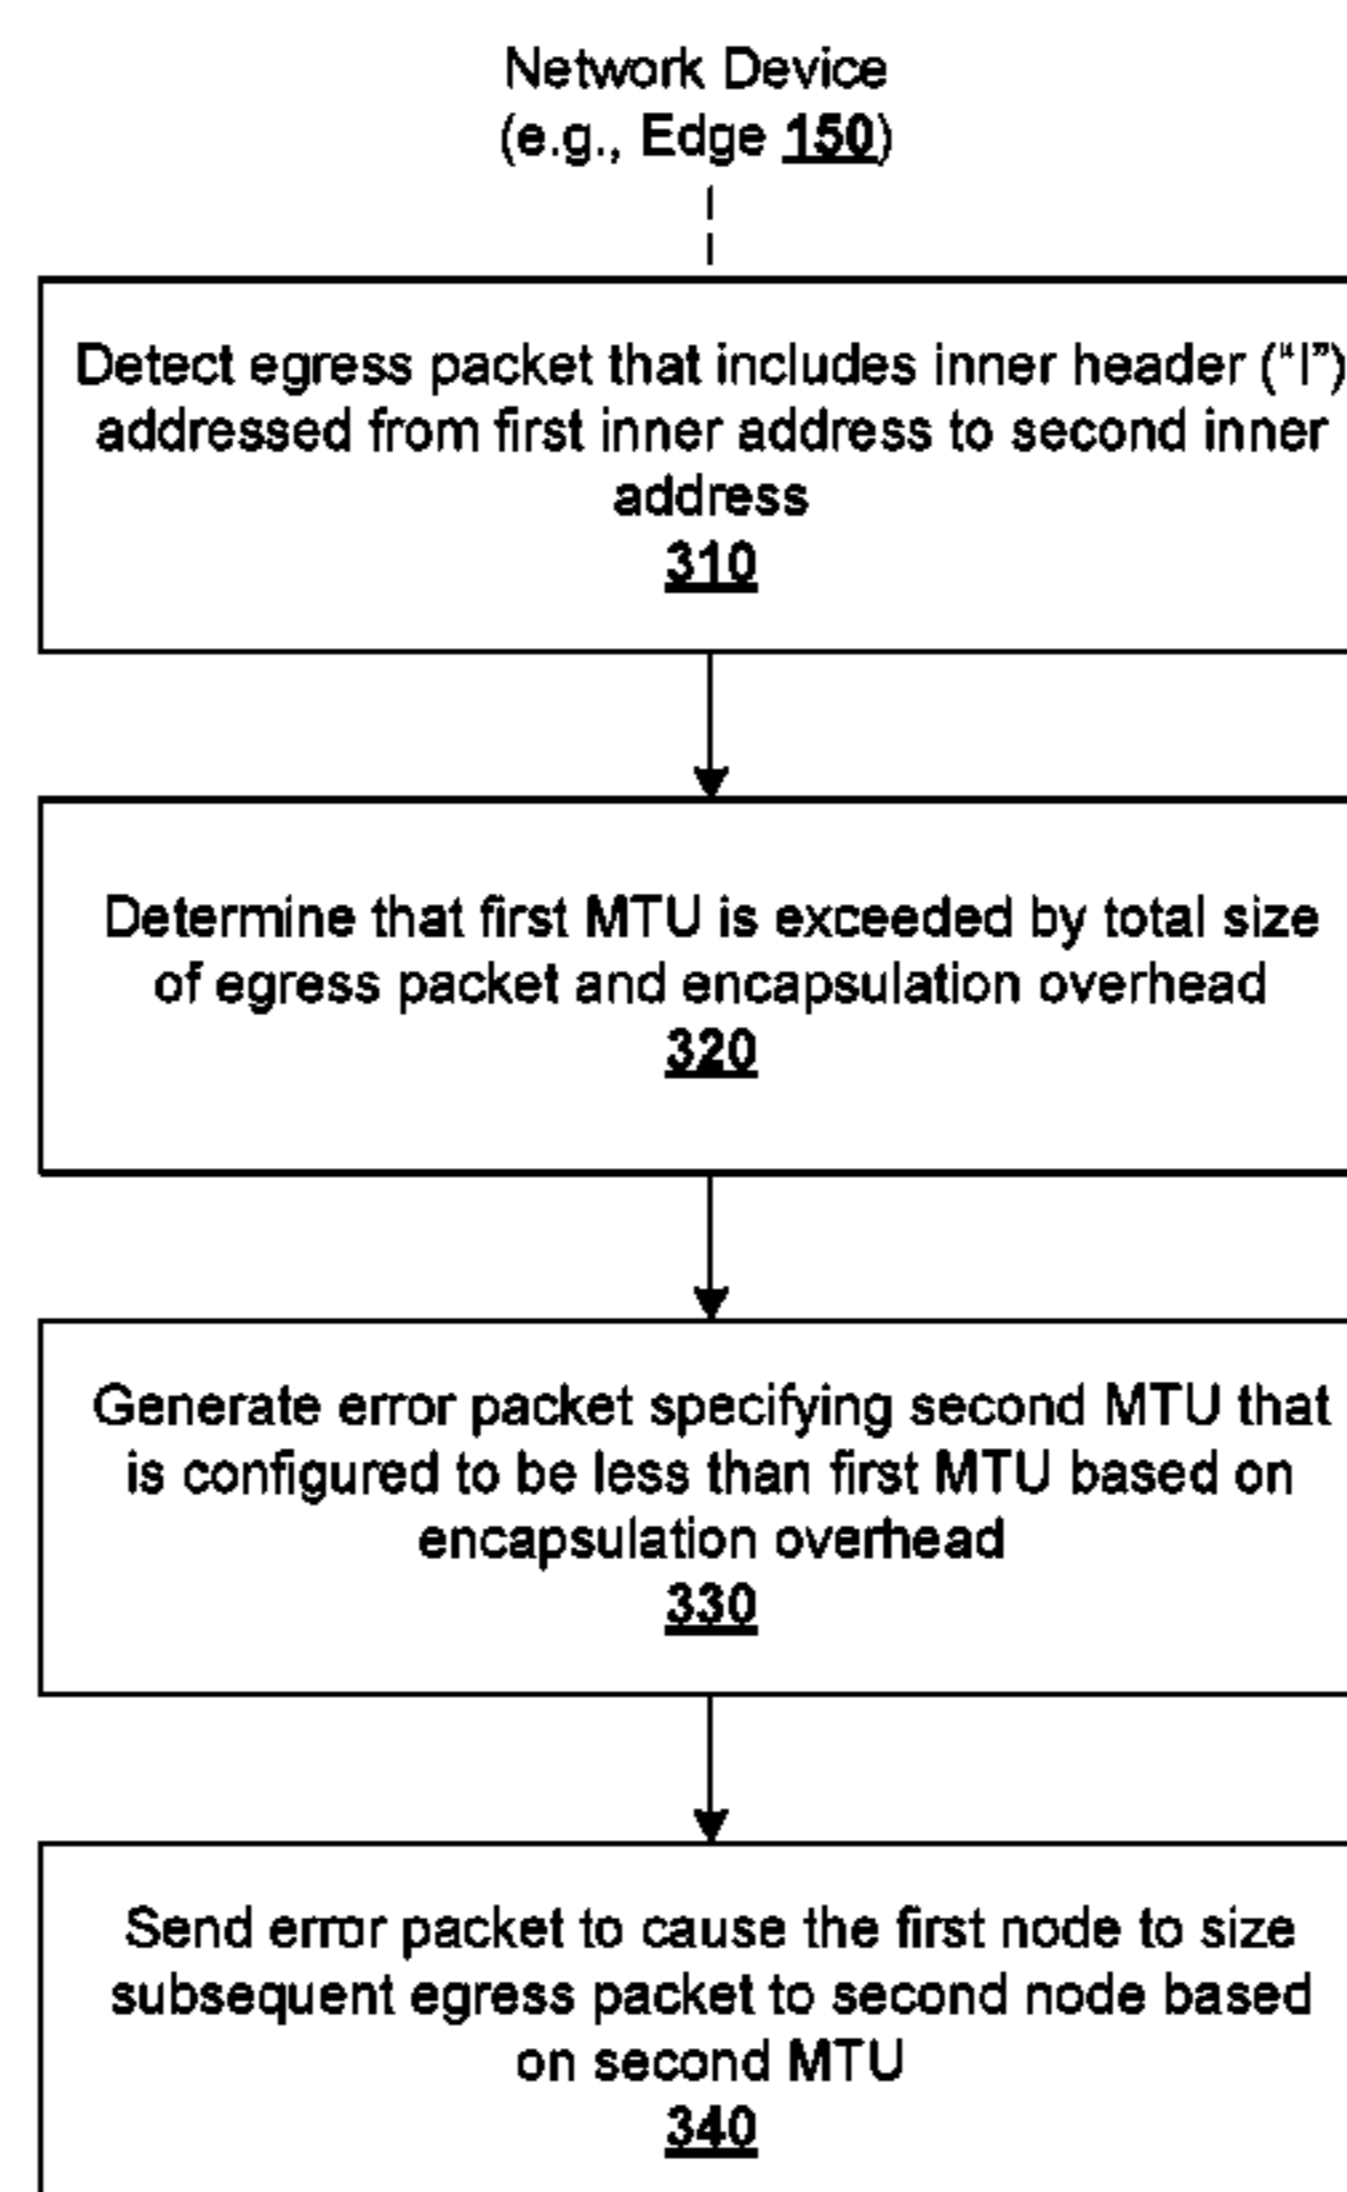 Network Device
(e.g., Edge 150)
Detect egress packet that includes inner header (“I”)
addressed from first inner address to second inner
address
310
Determine that first MTU is exceeded by total size
of egress packet and encapsulation overhead
320
Generate error packet specifying second MTU that
is configured to be less than first MTU based on
encapsulation overhead
330
Send error packet to cause the first node to size
subsequent egress packet to second node based
on second MTU
340